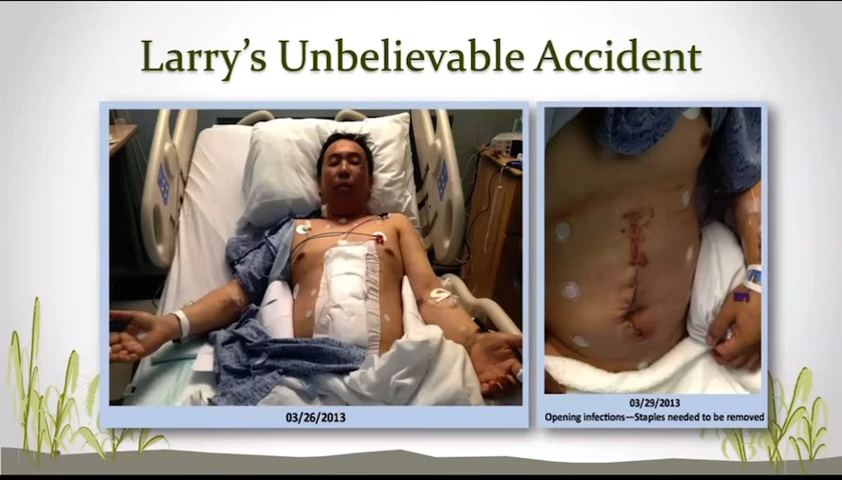 Larry's Unbelievable Accident
03/26/2013
03/29/2013
Opening infections—Staples needed to be removed